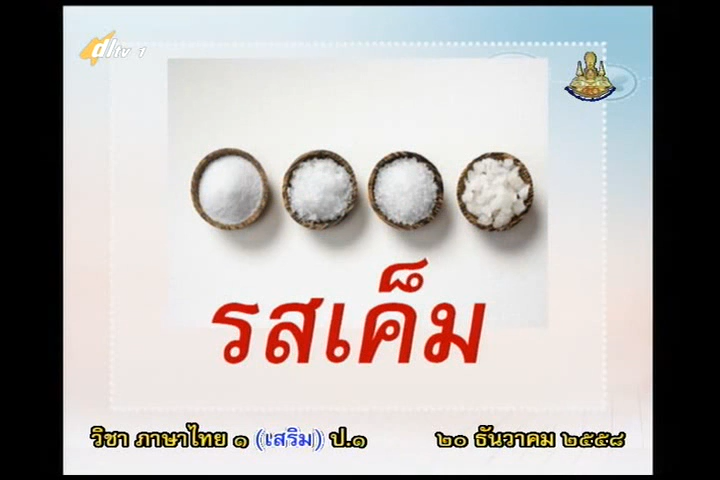 dltv 1
รสเค็ม
วิชา ภาษาไทย ๑ (เสริม) ป.๑ ๒๐ ธันวาคม ๒๕๕๘